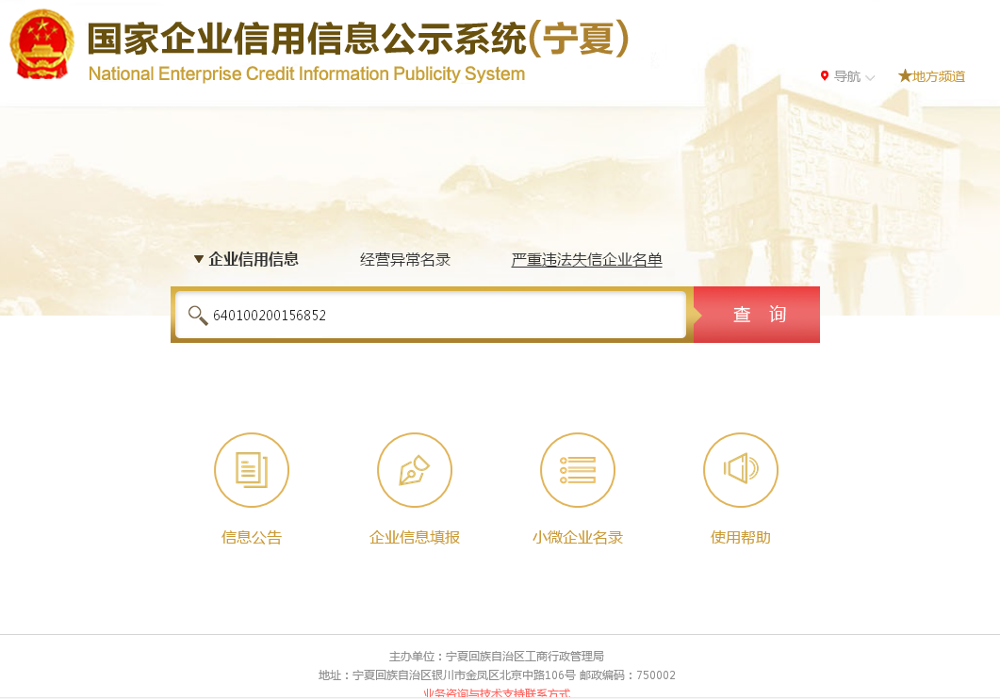 国家企业信用信息公示系统(宁夏)
National Enterprise Credit Information Publicity System
导航 地方频道
企业信用信息 经营异常名录 严重违法失信企业名单
640100200156852 查 询
信息公告 企业信息填报 小微企业名录 使用帮助
主办单位：宁夏回族自治区工商行政管理局
地址：宁夏回族自治区银川市金凤区北京中路106号 邮政编码：750002
业务咨询与技术支持联系方式